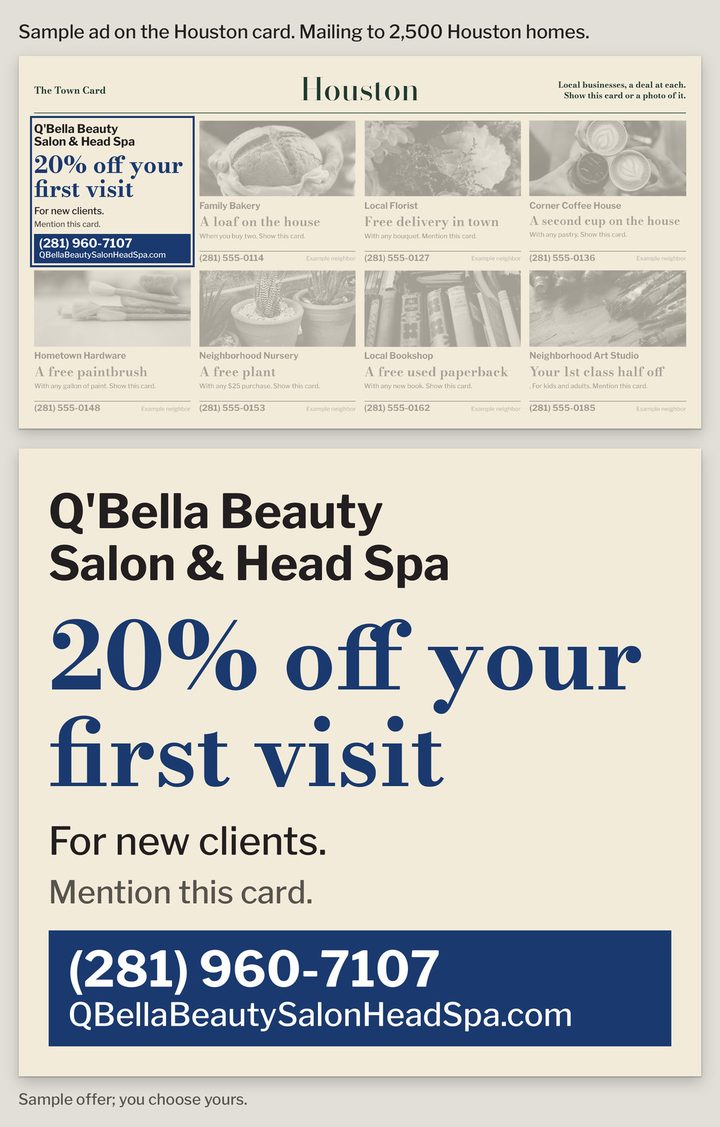 Sample ad on the Houston card. Mailing to 2,500 Houston homes.
The Town Card
Houston
Local businesses, a deal at each.
Show this card or a photo of it.
Q'Bella Beauty
Salon & Head Spa
20% off your
first visit
For new clients.
Mention this card.
(281) 960-7107
QBellaBeautySalonHeadSpa.com
Family Bakery
A loaf on the house
When you buy two. Show this card.
(281) 555-0114
Example neighbor
Local Florist
Free delivery in town
With any bouquet. Mention this card.
(281) 555-0127
Example neighbor
Corner Coffee House
A second cup on the house
With any pastry. Show this card.
(281) 555-0136
Example neighbor
Hometown Hardware
A free paintbrush
With any gallon of paint. Show this card.
(281) 555-0148
Example neighbor
Neighborhood Nursery
A free plant
With any $25 purchase. Show this card.
(281) 555-0153
Example neighbor
Local Bookshop
A free used paperback
With any new book. Show this card.
(281) 555-0162
Example neighbor
Neighborhood Art Studio
Your 1st class half off
For kids and adults. Mention this card.
(281) 555-0185
Example neighbor
Q'Bella Beauty
Salon & Head Spa
20% off your
first visit
For new clients.
Mention this card.
(281) 960-7107
QBellaBeautySalonHeadSpa.com
Sample offer; you choose yours.